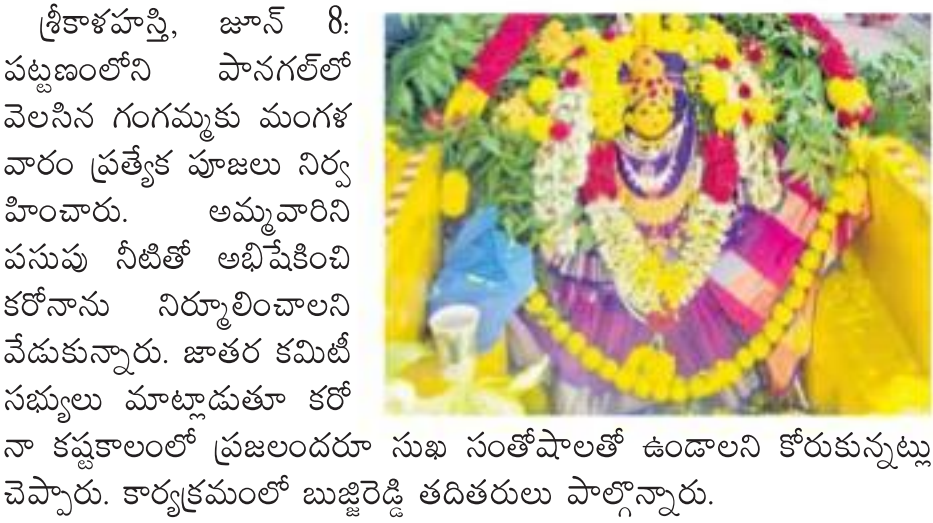 శ్రీకాళహస్తి, జూన్ 8:
పట్టణంలోని పానగల్‌లో
వెలసిన గంగమ్మకు మంగళ
వారం ప్రత్యేక పూజలు నిర్వ
హించారు. అమ్మవారిని
పసుపు నీటితో అభిషేకించి
కరోనాను నిర్మూలించాలని
వేడుకున్నారు. జాతర కమిటీ
సభ్యులు మాట్లాడుతూ కరో
నా కష్టకాలంలో ప్రజలందరూ సుఖ సంతోషాలతో ఉండాలని కోరుకున్నట్లు
చెప్పారు. కార్యక్రమంలో బుజ్జిరెడ్డి తదితరులు పాల్గొన్నారు.